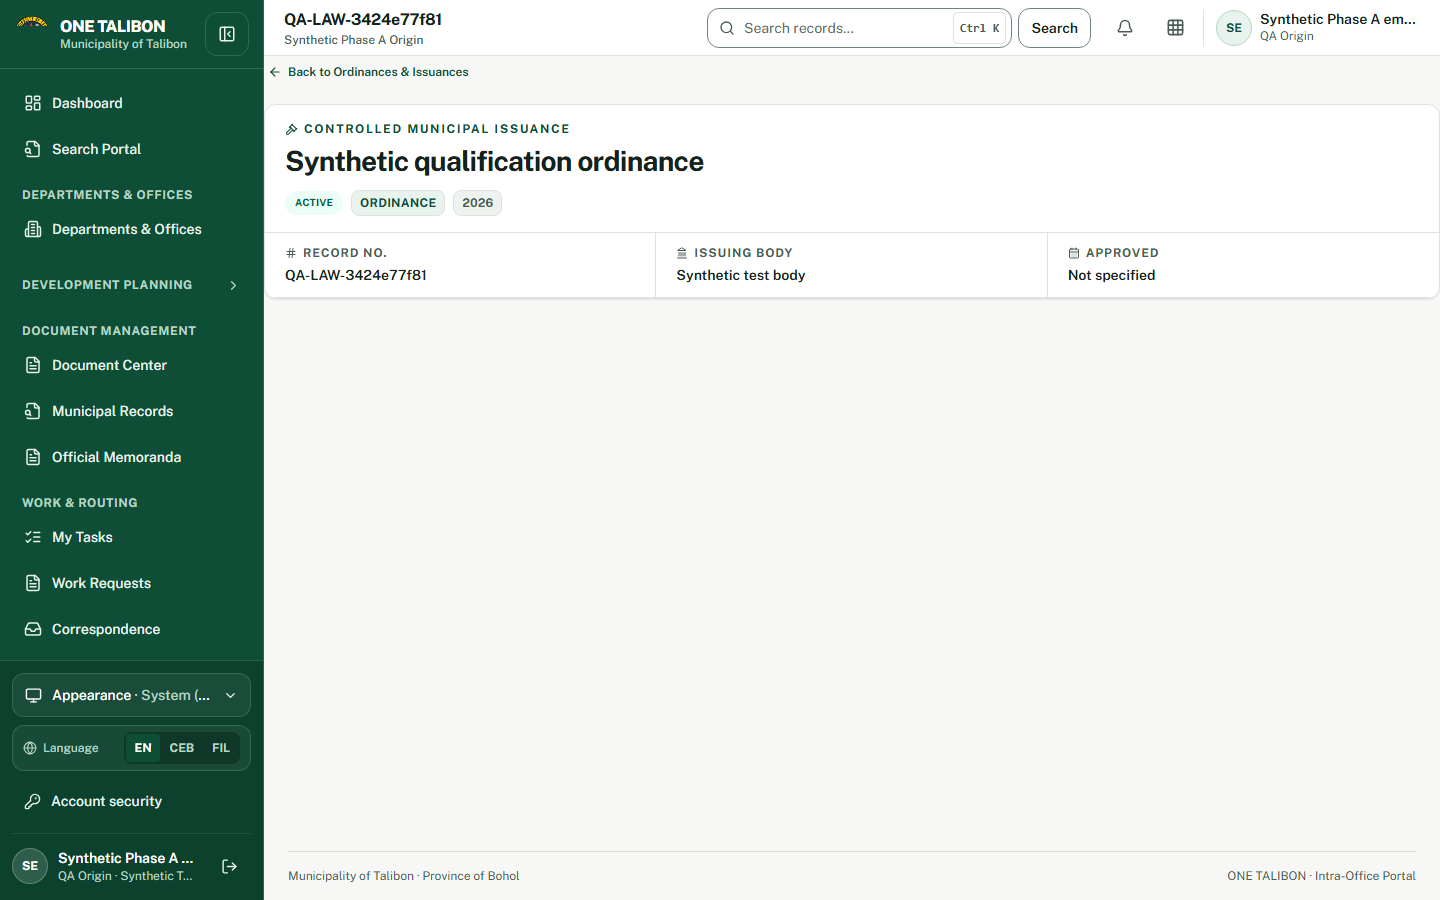 ONE TALIBON
Municipality of Talibon
Dashboard
Search Portal
DEPARTMENTS & OFFICES
Departments & Offices
DEVELOPMENT PLANNING
DOCUMENT MANAGEMENT
Document Center
Municipal Records
Official Memoranda
WORK & ROUTING
My Tasks
Work Requests
Correspondence
Appearance · System (...
Language EN CEB FIL
Account security
SE Synthetic Phase A ...
QA Origin · Synthetic T...
QA-LAW-3424e77f81
Synthetic Phase A Origin
Search records... Ctrl K Search
SE Synthetic Phase A em...
QA Origin
Back to Ordinances & Issuances
CONTROLLED MUNICIPAL ISSUANCE
Synthetic qualification ordinance
ACTIVE ORDINANCE 2026
# RECORD NO.
QA-LAW-3424e77f81
ISSUING BODY
Synthetic test body
APPROVED
Not specified
Municipality of Talibon · Province of Bohol
ONE TALIBON · Intra-Office Portal